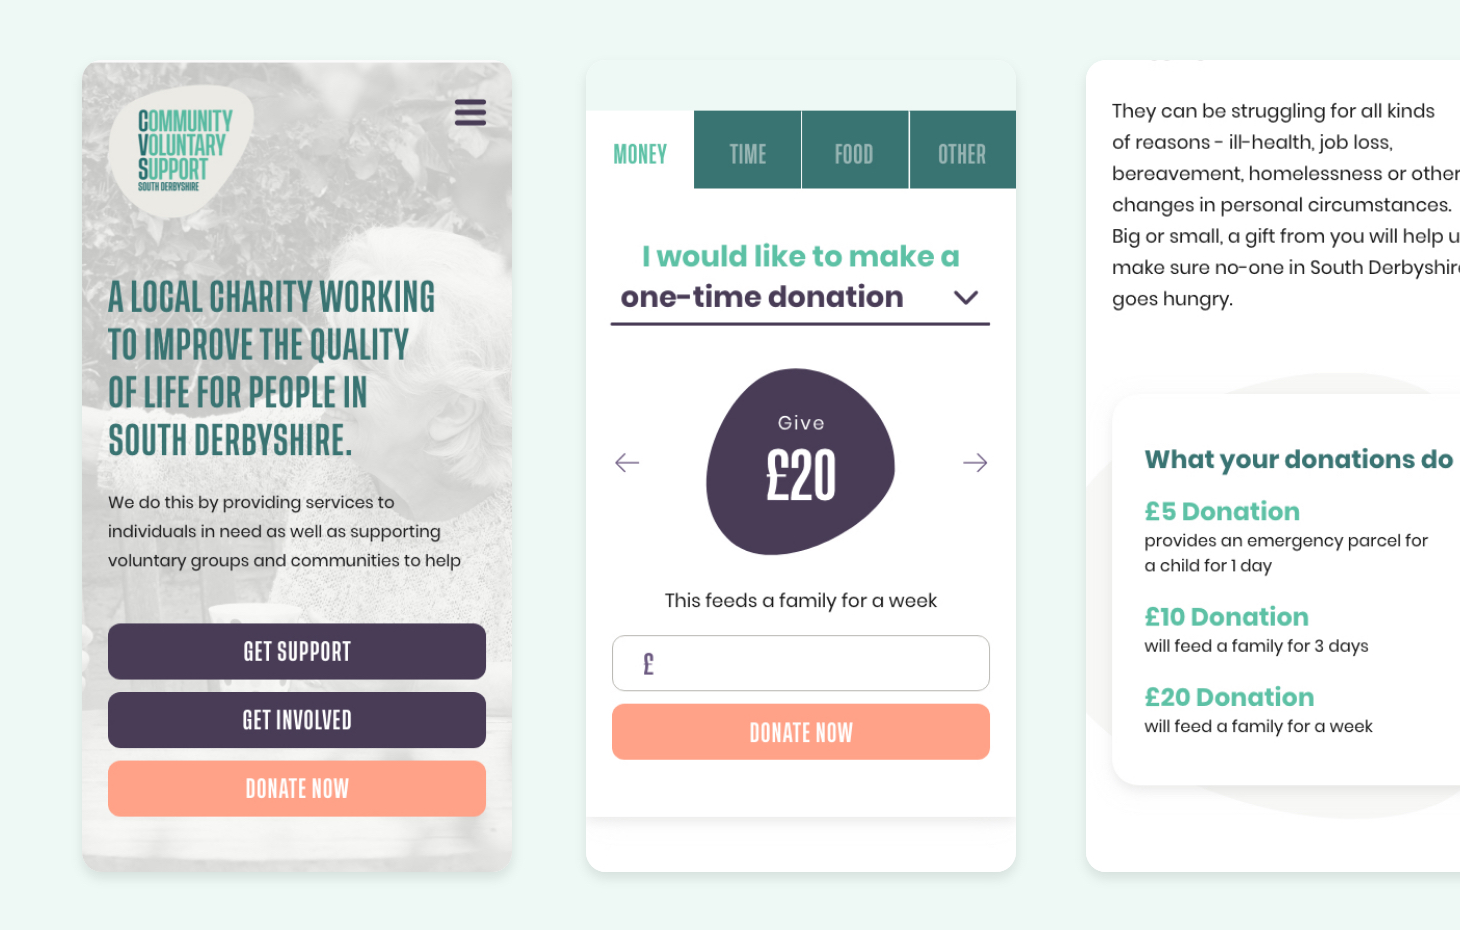 COMMUNITY
VOLUNTARY
SUPPORT
SOUTH DERBYSHIRE
A LOCAL CHARITY WORKING
TO IMPROVE THE QUALITY
OF LIFE FOR PEOPLE IN
SOUTH DERBYSHIRE.
We do this by providing services to
individuals in need as well as supporting
voluntary groups and communities to help
GET SUPPORT
GET INVOLVED
DONATE NOW
MONEY TIME FOOD OTHER
I would like to make a
one-time donation
Give
£20
This feeds a family for a week
£
DONATE NOW
They can be struggling for all kinds
of reasons - ill-health, job loss,
bereavement, homelessness or other
changes in personal circumstances.
Big or small, a gift from you will help
make sure no-one in South
goes hungry.
What your donations do
£5 Donation
provides an emergency parcel for
a child for 1 day
£10 Donation
will feed a family for 3 days
£20 Donation
will feed a family for a week